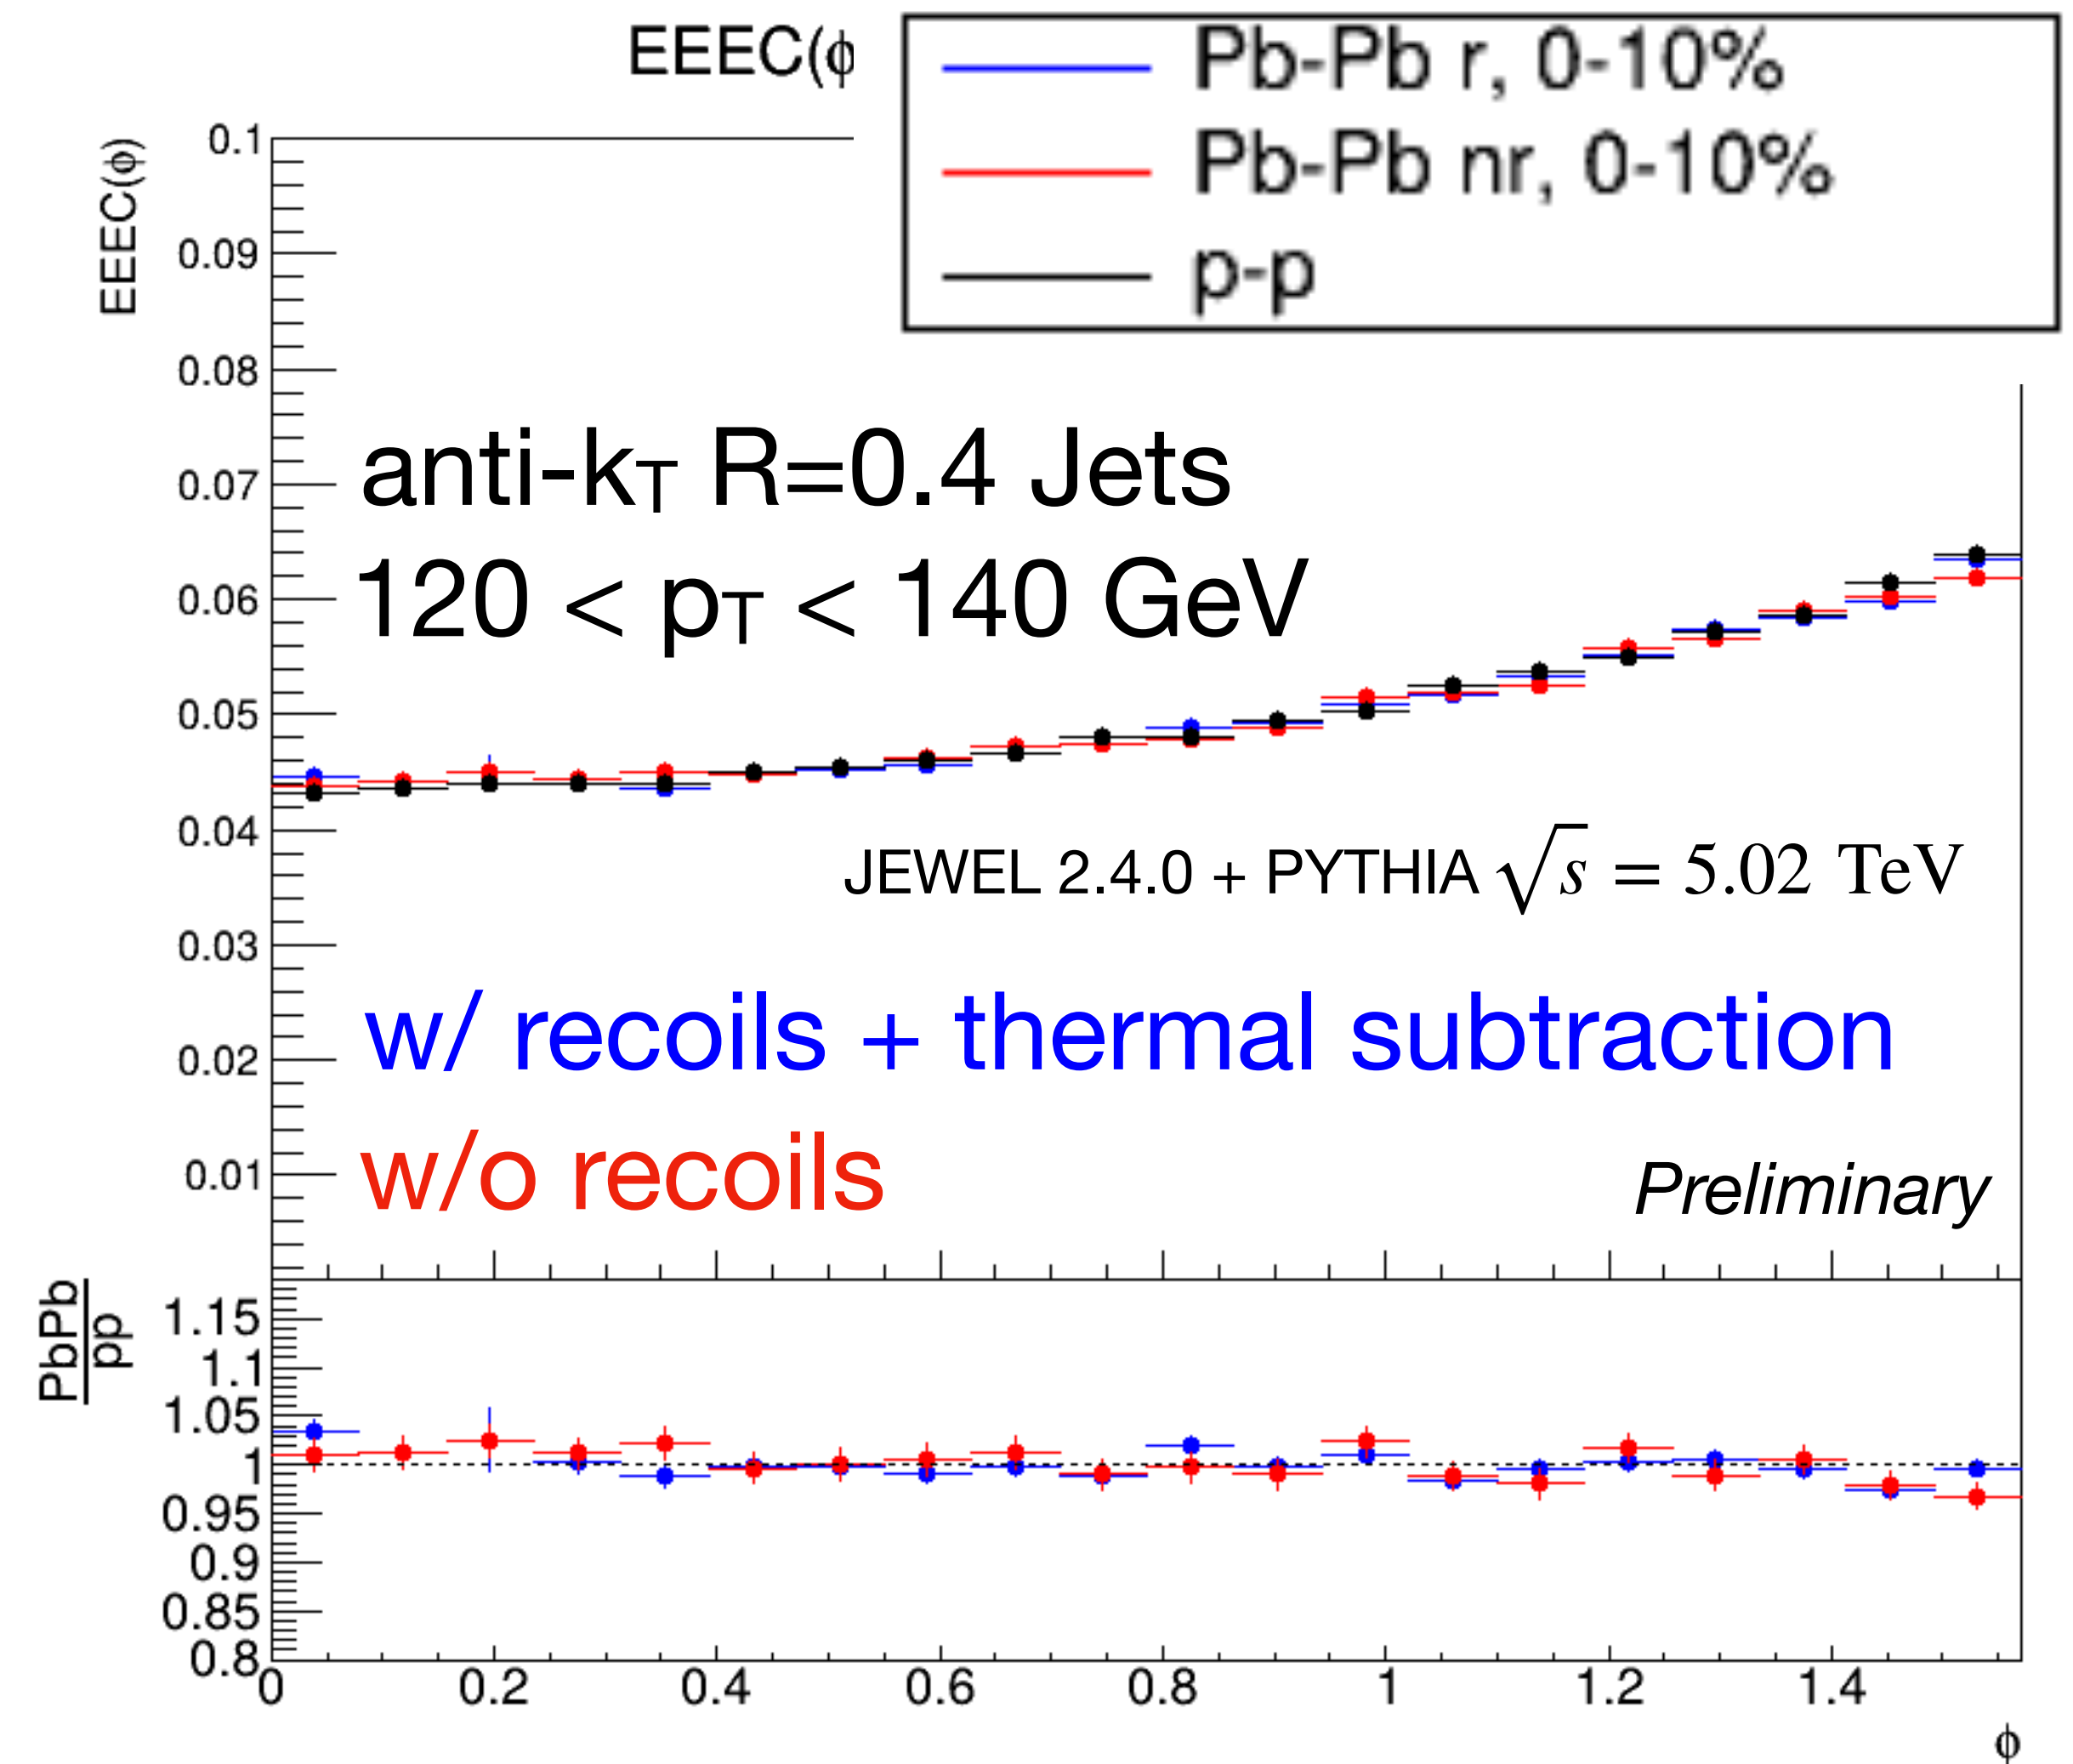 EEEC(ϕ
Pb-Pb r, 0-10%
Pb-Pb nr, 0-10%
p-p
EEEC(ϕ)
0.1
0.09
0.08
0.07
0.06
0.05
0.04
0.03
0.02
0.01
anti-kT R=0.4 Jets
120 < pT < 140 GeV
JEWEL 2.4.0 + PYTHIA √s = 5.02 TeV
w/ recoils + thermal subtraction
w/o recoils
Preliminary
PbPb
pp
1.15
1.1
1.05
1
0.95
0.9
0.85
0.8
0 0.2 0.4 0.6 0.8 1 1.2 1.4
ϕ